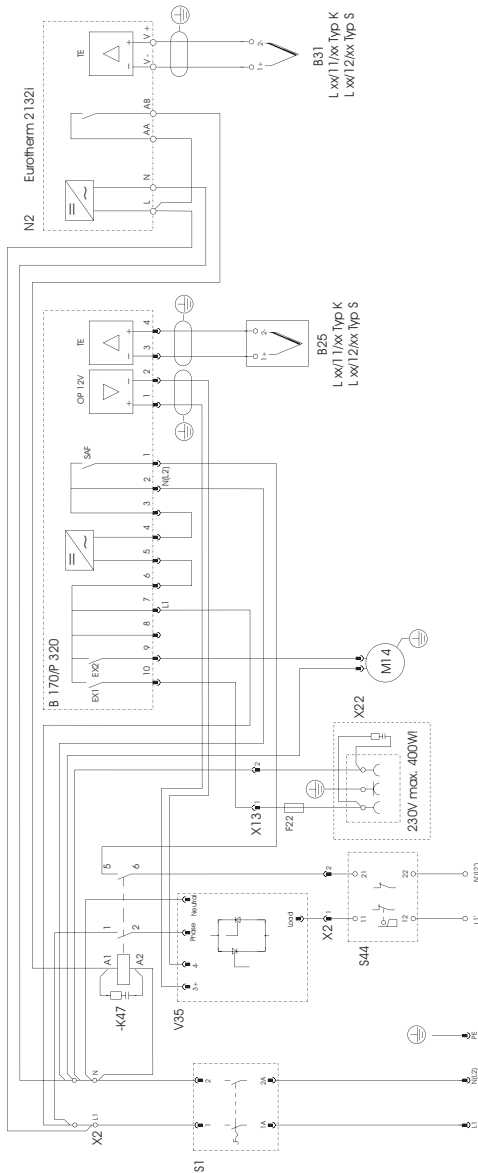 N2
Eurotherm 2132i
TE
− +
L N AA AB V- V+
1+ 2-
B31
L xx/11/xx Typ K
L xx/12/xx Typ S
B 170/P 320
EX1 EX2
SAF
OP 12V
TE
+ − − +
10 9 8 7 6 5 4 3 2 1
L1
N(L2)
1 2 3 4
1+ 2-
B25
L xx/11/xx Typ K
L xx/12/xx Typ S
M14
X13
1 2
F22
X22
230V max. 400W!
5 6
1 2
A1 A2
-K47
V35
3+ 4- Phase Neutral
Load
X2
1 2
S44
11 21
12 22
L1' N(L2)'
X2
L1 N
S1
1 2
1A 2A
L1 N(L2) PE